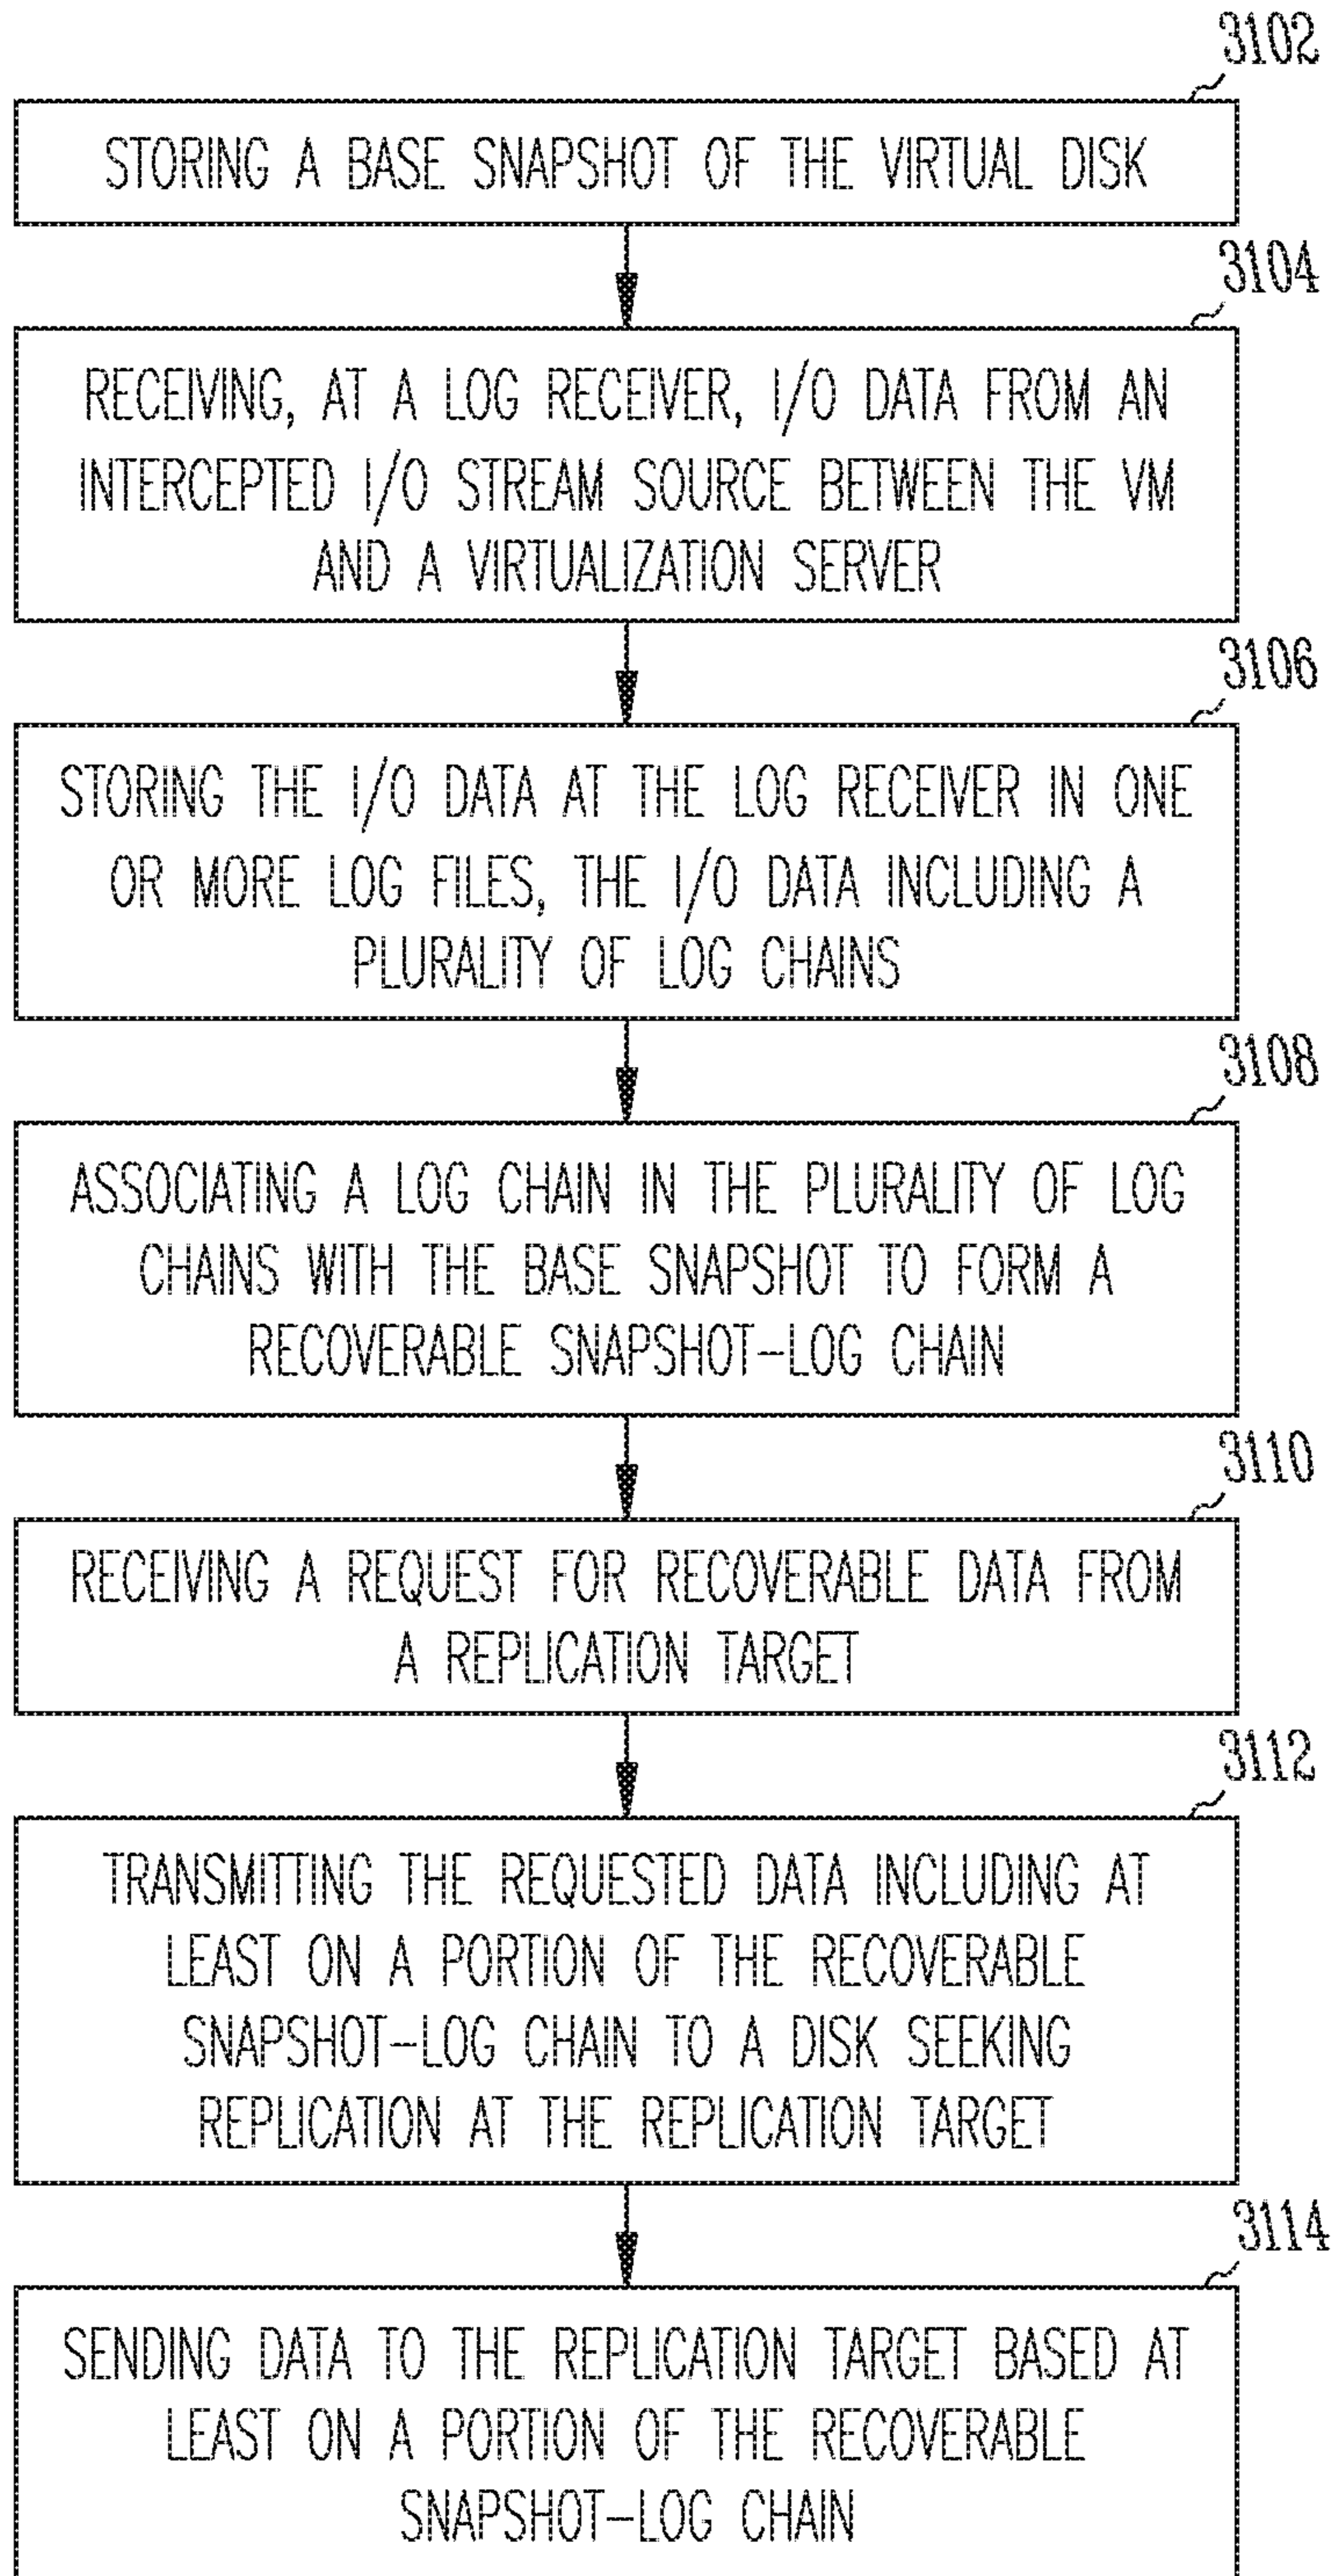 3102
STORING A BASE SNAPSHOT OF THE VIRTUAL DISK
3104
RECEIVING, AT A LOG RECEIVER, I/O DATA FROM AN
INTERCEPTED I/O STREAM SOURCE BETWEEN THE VM
AND A VIRTUALIZATION SERVER
3106
STORING THE I/O DATA AT THE LOG RECEIVER IN ONE
OR MORE LOG FILES, THE I/O DATA INCLUDING A
PLURALITY OF LOG CHAINS
3108
ASSOCIATING A LOG CHAIN IN THE PLURALITY OF LOG
CHAINS WITH THE BASE SNAPSHOT TO FORM A
RECOVERABLE SNAPSHOT-LOG CHAIN
3110
RECEIVING A REQUEST FOR RECOVERABLE DATA FROM
A REPLICATION TARGET
3112
TRANSMITTING THE REQUESTED DATA INCLUDING AT
LEAST ON A PORTION OF THE RECOVERABLE
SNAPSHOT-LOG CHAIN TO A DISK SEEKING
REPLICATION AT THE REPLICATION TARGET
3114
SENDING DATA TO THE REPLICATION TARGET BASED AT
LEAST ON A PORTION OF THE RECOVERABLE
SNAPSHOT-LOG CHAIN